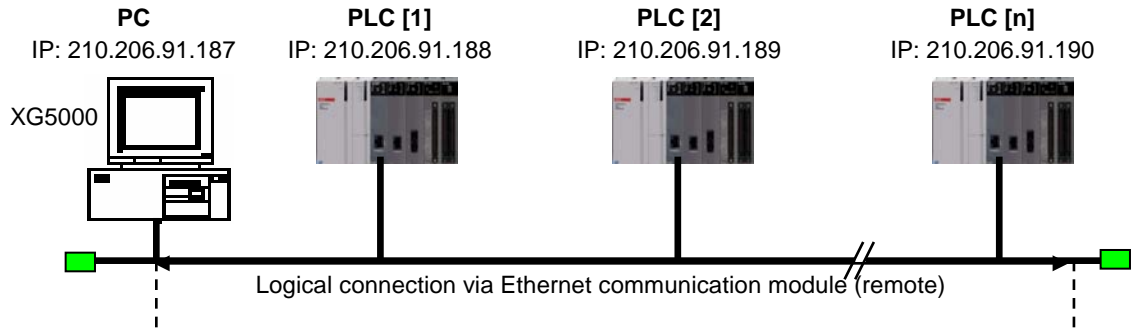 PC
PLC [1]
PLC [2]
PLC [n]
IP: 210.206.91.187
IP: 210.206.91.188
IP: 210.206.91.189
IP: 210.206.91.190
XG5000
Logical connection via Ethernet communication module (remote)